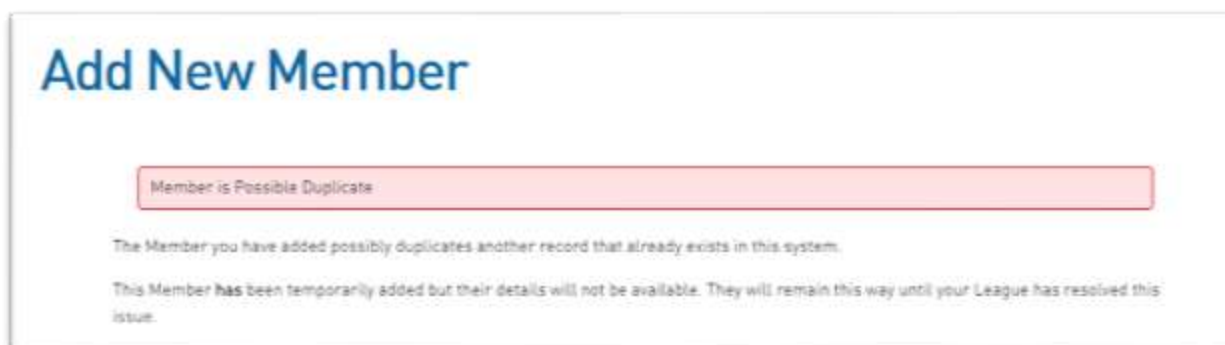 Add New Member
Member is Possible Duplicate
The Member you have added possibly duplicates another record that already exists in this system.
This Member has been temporarily added but their details will not be available. They will remain this way until your League has resolved this
issue.